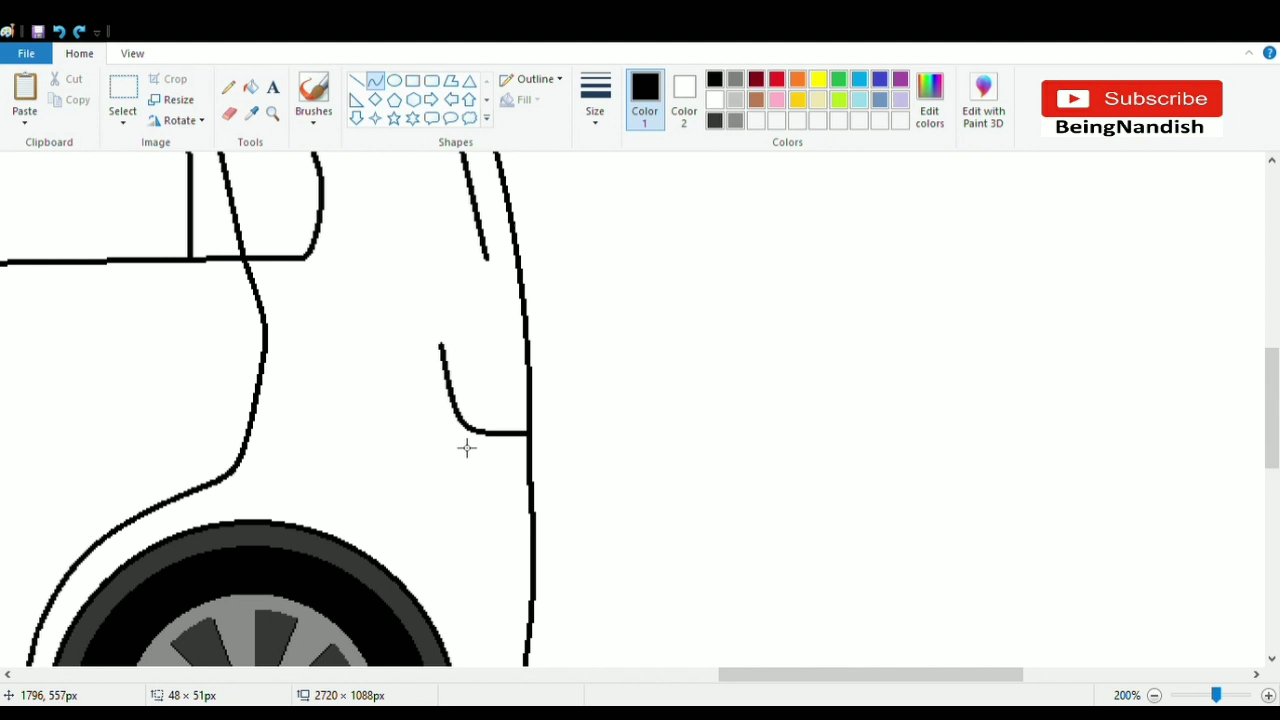 File Home View
Paste Cut Copy Clipboard
Select Crop Resize Rotate Image
Tools
Brushes
Outline Fill Shapes
Size
Color 1
Color 2
Edit colors
Colors
Edit with Paint 3D
Subscribe
BeingNandish
1796, 557px 48 × 51px 2720 × 1088px 200%